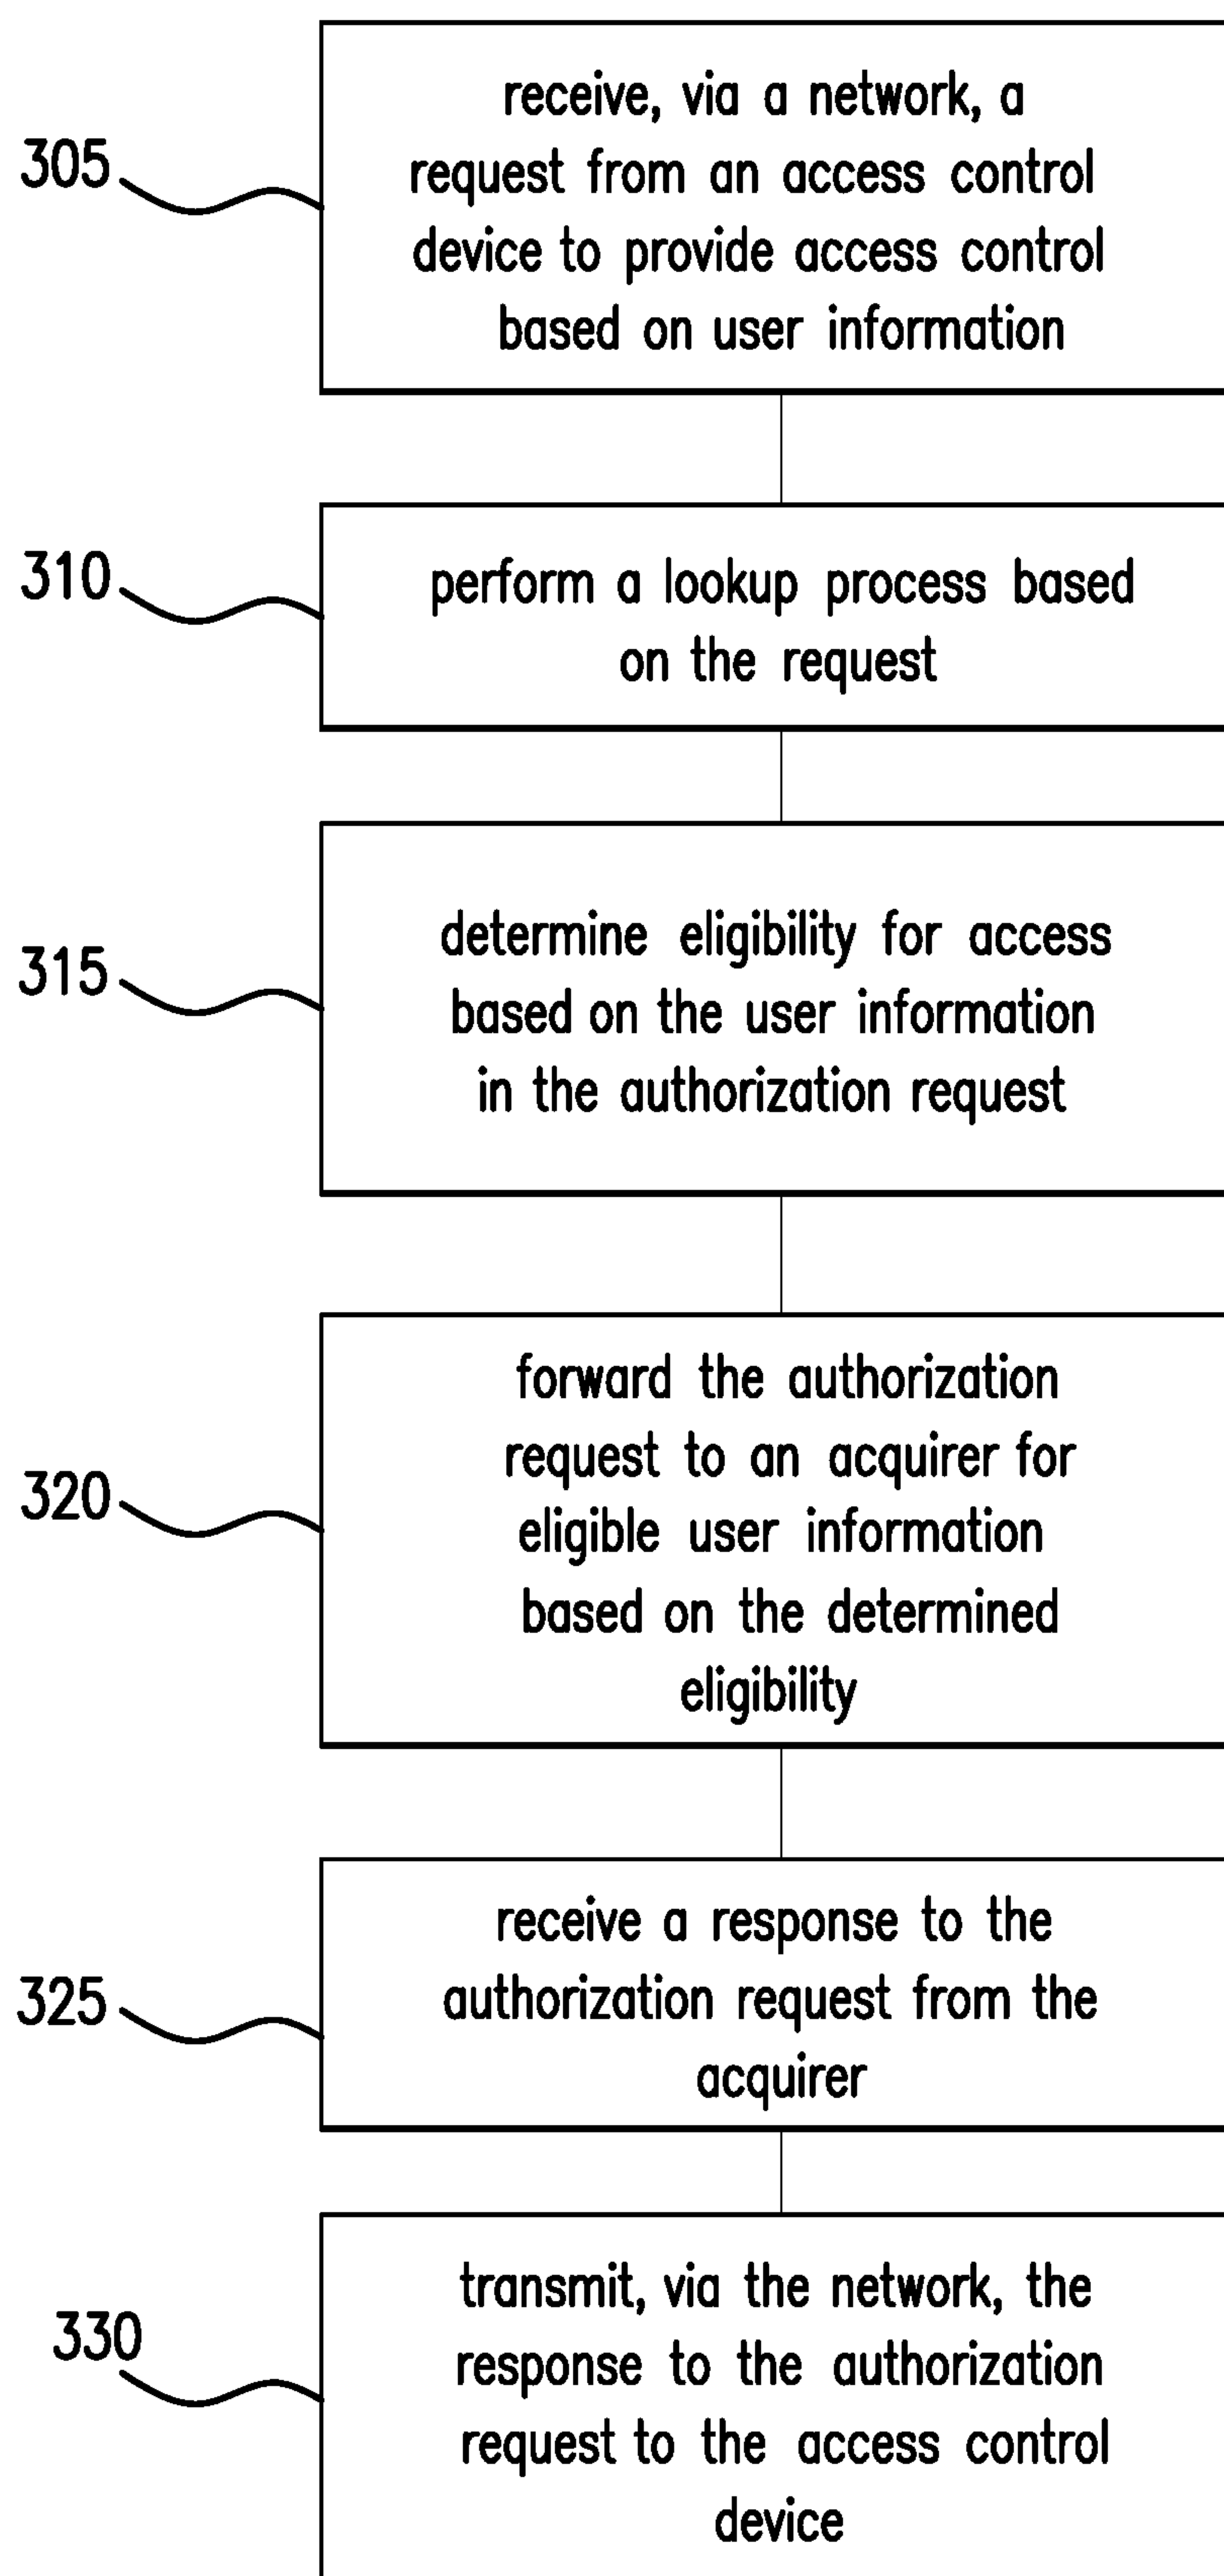 305
receive, via a network, a
request from an access control
device to provide access control
based on user information
310
perform a lookup process based
on the request
315
determine eligibility for access
based on the user information
in the authorization request
320
forward the authorization
request to an acquirer for
eligible user information
based on the determined
eligibility
325
receive a response to the
authorization request from the
acquirer
330
transmit, via the network, the
response to the authorization
request to the access control
device